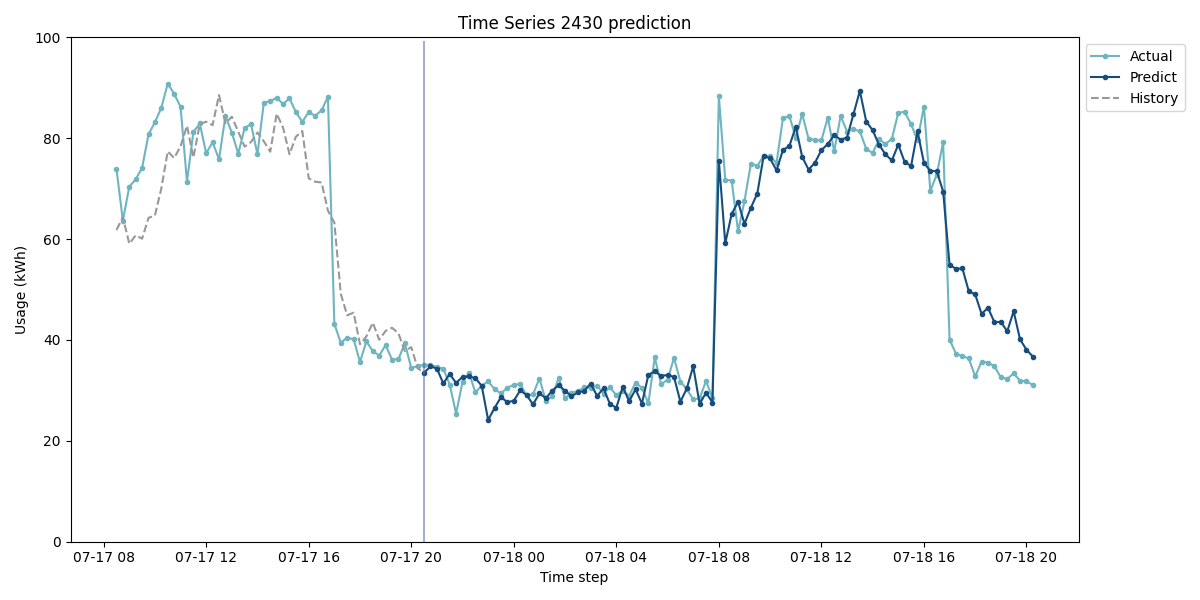 Time Series 2430 prediction
Actual
Predict
History
Usage (kWh)
100
80
60
40
20
0
07-17 08
07-17 12
07-17 16
07-17 20
07-18 00
07-18 04
07-18 08
07-18 12
07-18 16
07-18 20
Time step